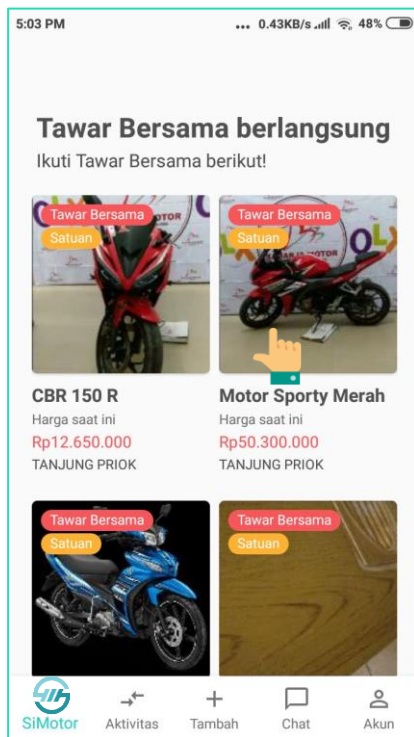 5:03 PM ... 0.43KB/s 48%
Tawar Bersama berlangsung
Ikuti Tawar Bersama berikut!
Tawar Bersama
Satuan
Tawar Bersama
Satuan
CBR 150 R
Harga saat ini
Rp12.650.000
TANJUNG PRIOK
Motor Sporty Merah
Harga saat ini
Rp50.300.000
TANJUNG PRIOK
Tawar Bersama
Satuan
Tawar Bersama
Satuan
SiMotor
Aktivitas
Tambah
Chat
Akun